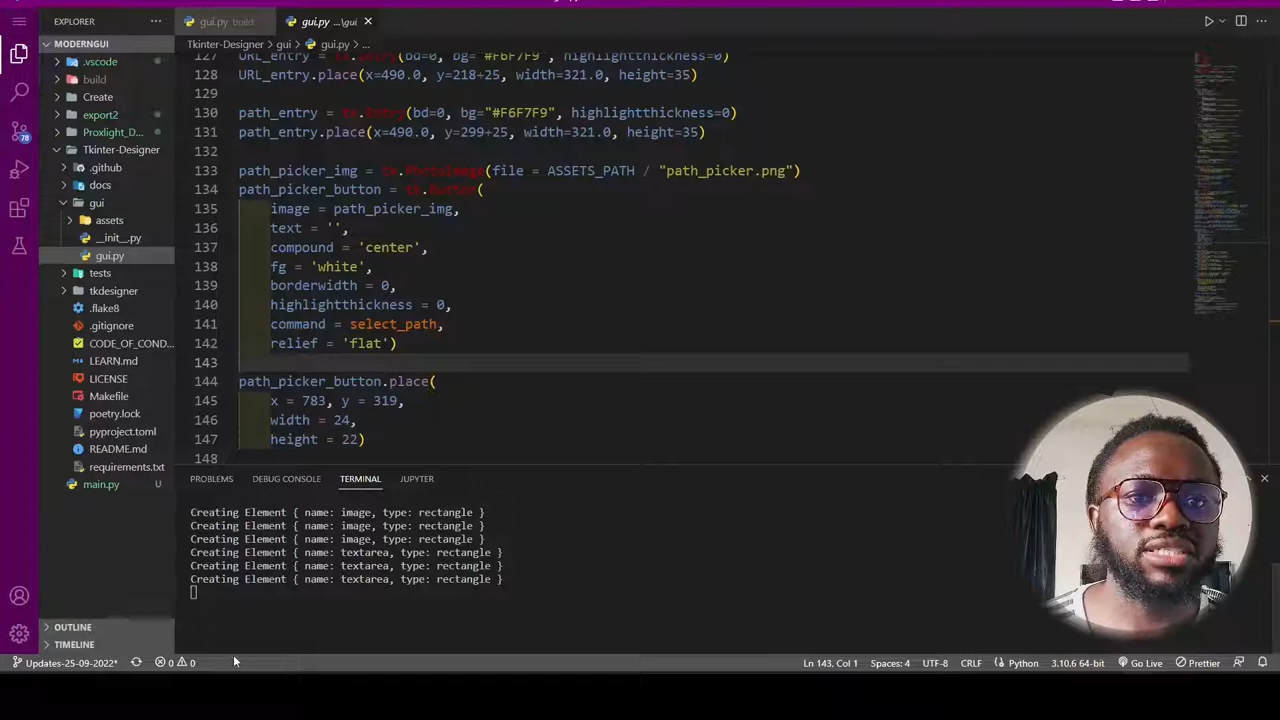 EXPLORER
gui.py build
gui.py ...\gui
MODERNGUI
.vscode
build
Create
export2
Proxlight_D...
Tkinter-Designer
.github
docs
gui
assets
__init__.py
gui.py
tests
tkdesigner
.flake8
.gitignore
CODE_OF_COND...
LEARN.md
LICENSE
Makefile
poetry.lock
pyproject.toml
README.md
requirements.txt
main.py U
OUTLINE
TIMELINE
78
Tkinter-Designer > gui > gui.py > ...
127 URL_entry = tk.Entry(bd=0, bg="#F6F7F9", highlightthickness=0)
128 URL_entry.place(x=490.0, y=218+25, width=321.0, height=35)
129
130 path_entry = tk.Entry(bd=0, bg="#F6F7F9", highlightthickness=0)
131 path_entry.place(x=490.0, y=299+25, width=321.0, height=35)
132
133 path_picker_img = tk.PhotoImage(file = ASSETS_PATH / "path_picker.png")
134 path_picker_button = tk.Button(
135 image = path_picker_img,
136 text = '',
137 compound = 'center',
138 fg = 'white',
139 borderwidth = 0,
140 highlightthickness = 0,
141 command = select_path,
142 relief = 'flat')
143
144 path_picker_button.place(
145 x = 783, y = 319,
146 width = 24,
147 height = 22)
148
PROBLEMS DEBUG CONSOLE TERMINAL JUPYTER
Creating Element { name: image, type: rectangle }
Creating Element { name: image, type: rectangle }
Creating Element { name: image, type: rectangle }
Creating Element { name: textarea, type: rectangle }
Creating Element { name: textarea, type: rectangle }
Creating Element { name: textarea, type: rectangle }
Updates-25-09-2022* 0 0 Ln 143, Col 1 Spaces: 4 UTF-8 CRLF Python 3.10.6 64-bit Go Live Prettier